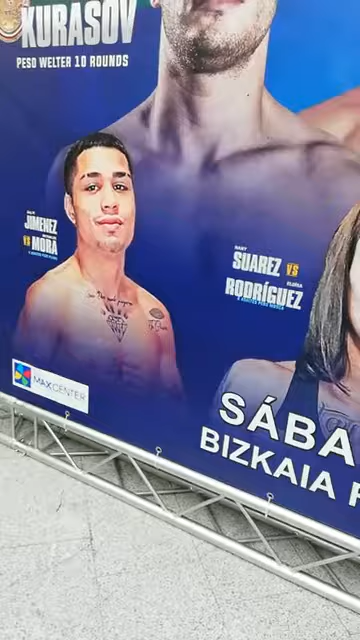 KURASOV
PESO WELTER 10 ROUNDS
JIMENEZ
VS MORA
SUAREZ VS
RODRÍGUEZ
MAXCENTER
SÁBA
BIZKAIA